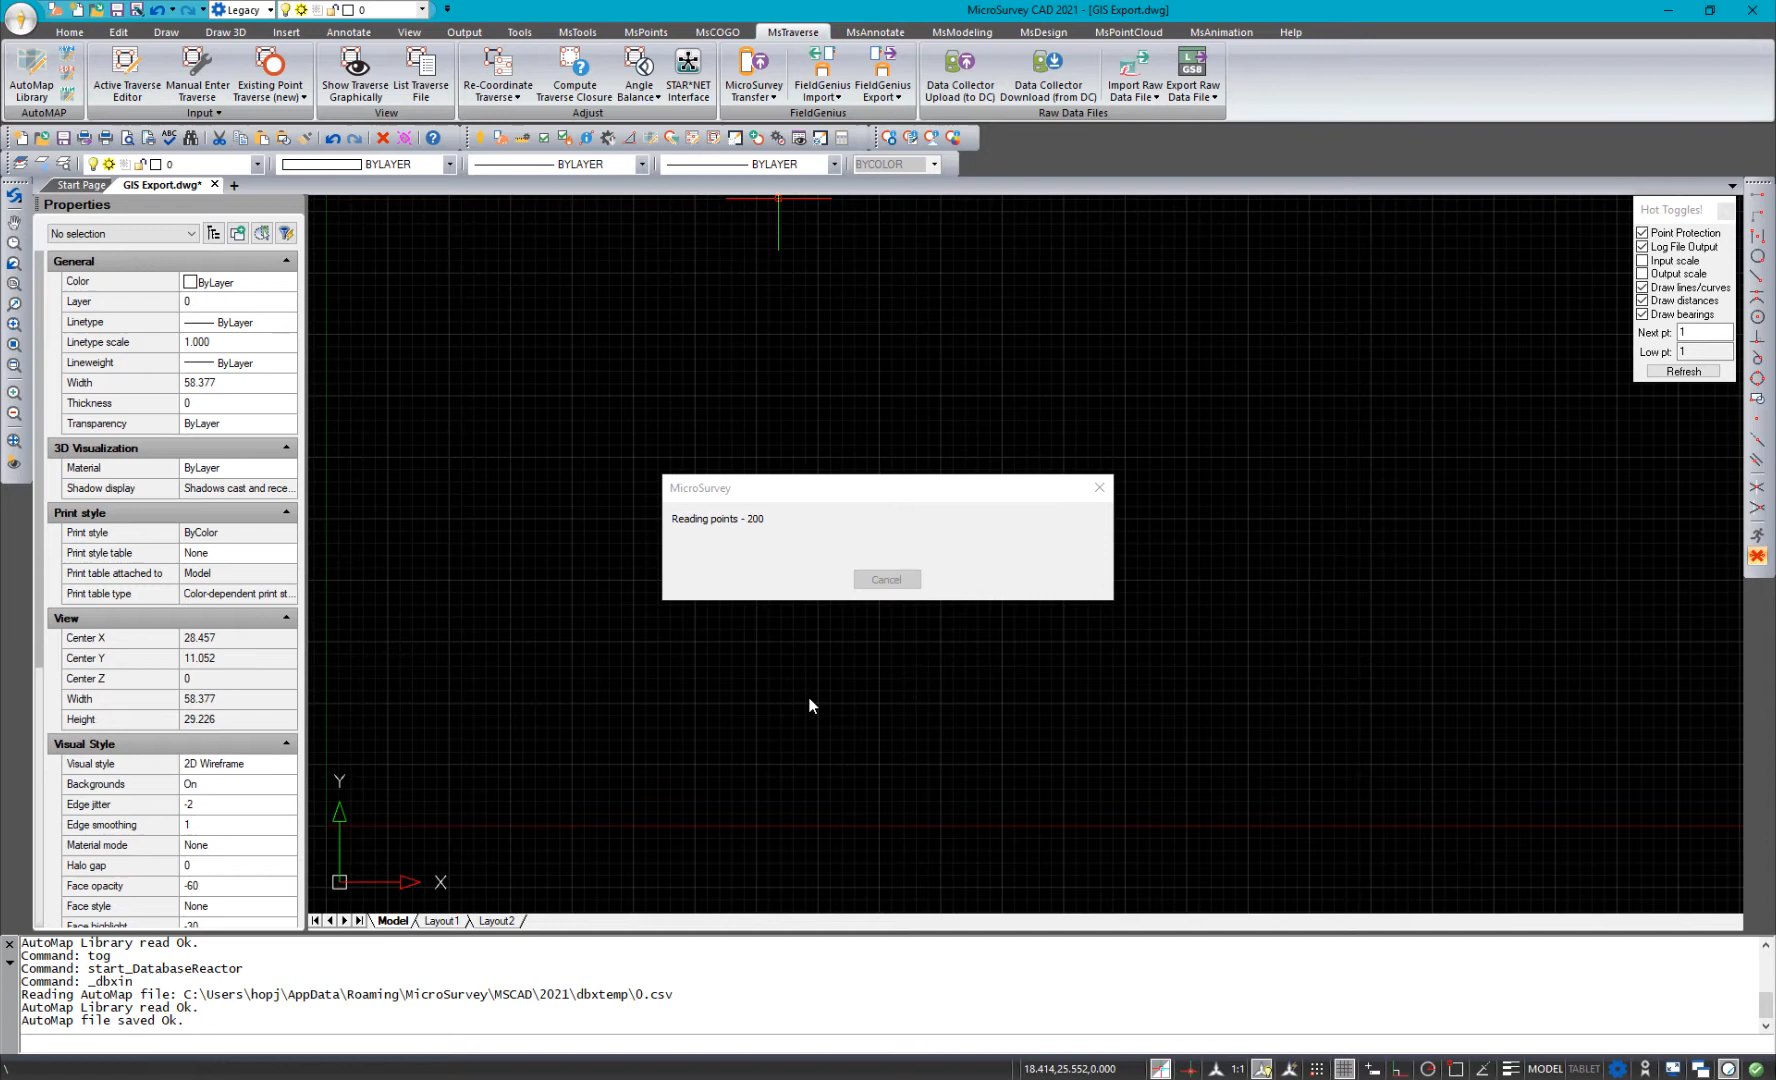 Legacy
0
MicroSurvey CAD 2021 - [GIS Export.dwg]
Home Edit Draw Draw 3D Insert Annotate View Output Tools MsTools MsPoints MsCOGO MsTraverse MsAnnotate MsModeling MsDesign MsPointCloud MsAnimation Help
AutoMap Library
Active Traverse Editor
Manual Enter Traverse
Existing Point Traverse (new)
Show Traverse Graphically
List Traverse File
Re-Coordinate Traverse
Compute Traverse Closure
Angle Balance
STAR*NET Interface
MicroSurvey Transfer
FieldGenius Import
FieldGenius Export
Data Collector Upload (to DC)
Data Collector Download (from DC)
Import Raw Data File
Export Raw Data File
AutoMAP Input View Adjust FieldGenius Raw Data Files
0 BYLAYER BYLAYER BYLAYER BYCOLOR
Start Page GIS Export.dwg*
Properties
No selection
General
Color ByLayer
Layer 0
Linetype ByLayer
Linetype scale 1.000
Lineweight ByLayer
Width 58.377
Thickness 0
Transparency ByLayer
3D Visualization
Material ByLayer
Shadow display Shadows cast and rece...
Print style
Print style ByColor
Print style table None
Print table attached to Model
Print table type Color-dependent print st...
View
Center X 28.457
Center Y 11.052
Center Z 0
Width 58.377
Height 29.226
Visual Style
Visual style 2D Wireframe
Backgrounds On
Edge jitter -2
Edge smoothing 1
Material mode None
Halo gap 0
Face opacity -60
Face style None
Face highlight -30
Hot Toggles!
Point Protection
Log File Output
Input scale
Output scale
Draw lines/curves
Draw distances
Draw bearings
Next pt: 1
Low pt: 1
Refresh
MicroSurvey
Reading points - 200
Cancel
Y
X
Model Layout1 Layout2
AutoMap Library read Ok.
Command: tog
Command: start_DatabaseReactor
Command: _dbxin
Reading AutoMap file: C:\Users\hopj\AppData\Roaming\MicroSurvey\MSCAD\2021\dbxtemp\0.csv
AutoMap Library read Ok.
AutoMap file saved Ok.
\ 18.414,25.552,0.000 1:1 MODEL TABLET